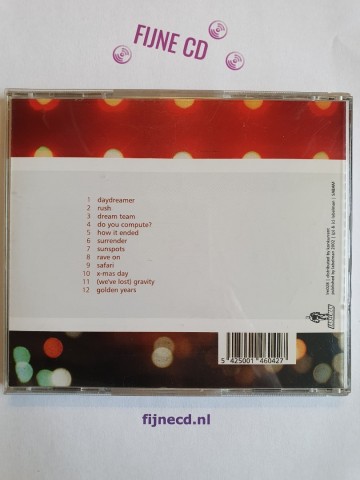 FIJNE CD
1 daydreamer
2 rush
3 dream team
4 do you compute?
5 how it ended
6 surrender
7 sunspots
8 rave on
9 safari
10 x-mas day
11 (we've lost) gravity
12 golden years
5 425001 460427
fijnecd.nl